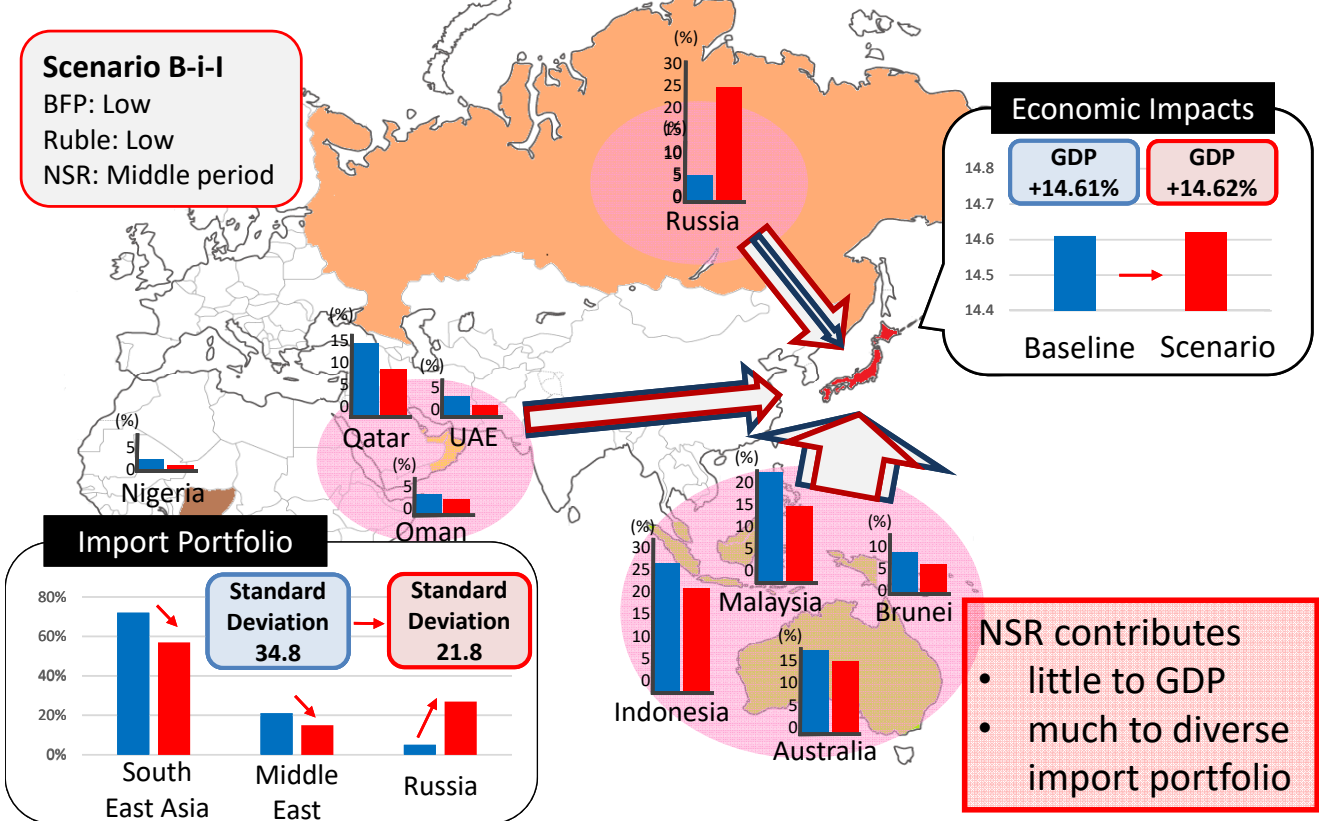 Scenario B-i-I
BFP: Low
Ruble: Low
NSR: Middle period
(%)
30
25
20
15
(%)
10
10
5
5
0
0
Russia
Economic Impacts
GDP
+14.61%
GDP
+14.62%
14.8
14.7
14.6
14.5
14.4
Baseline
Scenario
(%)
15
10
5
0
Qatar
(%)
5
0
UAE
(%)
5
0
Nigeria
(%)
5
0
Oman
(%)
30
25
20
15
10
5
0
Indonesia
(%)
20
15
10
5
0
Malaysia
(%)
10
5
0
Brunei
(%)
15
10
5
0
Australia
Import Portfolio
Standard
Deviation
34.8
Standard
Deviation
21.8
80%
60%
40%
20%
0%
South
East Asia
Middle
East
Russia
NSR contributes
• little to GDP
• much to diverse
import portfolio